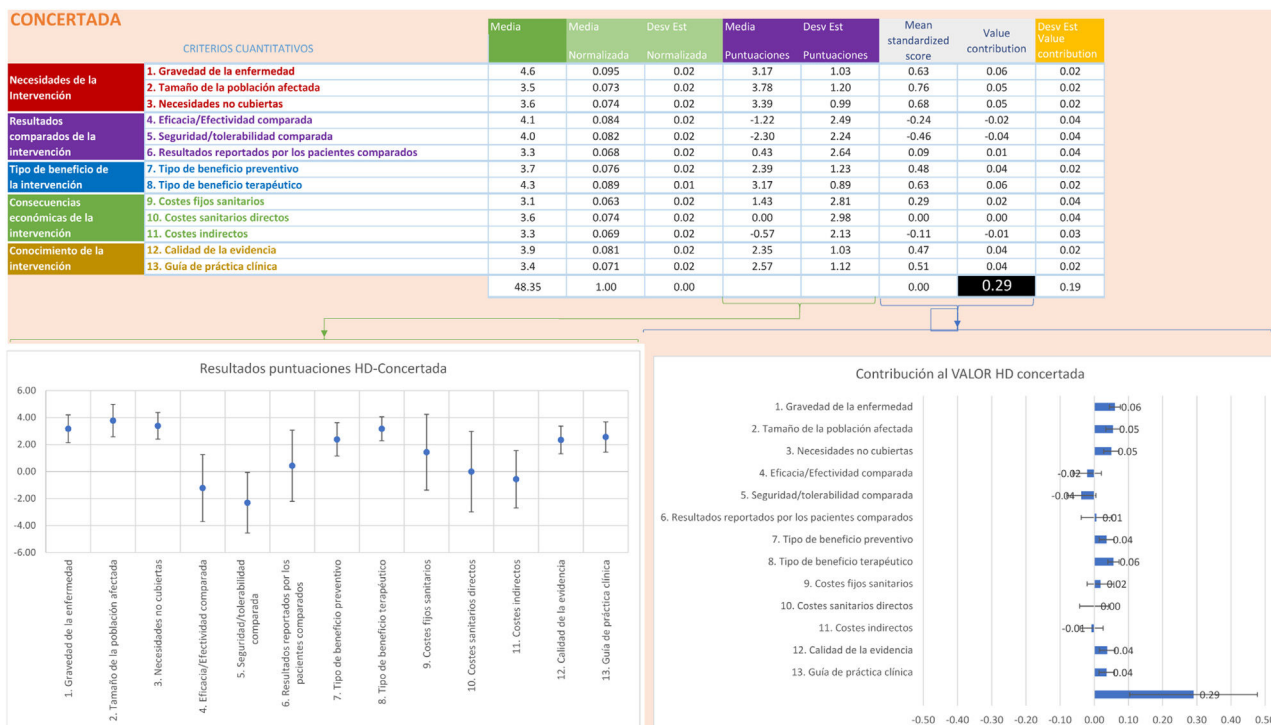 CONCERTADA
CRITERIOS CUANTITATIVOS
Media
Media Normalizada
Desv Est Normalizada
Media Puntuaciones
Desv Est Puntuaciones
Mean standardized score
Value contribution
Desv Est Value contribution
Necesidades de la Intervención
1. Gravedad de la enfermedad 4.6 0.095 0.02 3.17 1.03 0.63 0.06 0.02
2. Tamaño de la población afectada 3.5 0.073 0.02 3.78 1.20 0.76 0.05 0.02
3. Necesidades no cubiertas 3.6 0.074 0.02 3.39 0.99 0.68 0.05 0.02
Resultados comparados de la intervención
4. Eficacia/Efectividad comparada 4.1 0.084 0.02 -1.22 2.49 -0.24 -0.02 0.04
5. Seguridad/tolerabilidad comparada 4.0 0.082 0.02 -2.30 2.24 -0.46 -0.04 0.04
6. Resultados reportados por los pacientes comparados 3.3 0.068 0.02 0.43 2.64 0.09 0.01 0.04
Tipo de beneficio de la intervención
7. Tipo de beneficio preventivo 3.7 0.076 0.02 2.39 1.23 0.48 0.04 0.02
8. Tipo de beneficio terapéutico 4.3 0.089 0.01 3.17 0.89 0.63 0.06 0.02
Consecuencias económicas de la intervención
9. Costes fijos sanitarios 3.1 0.063 0.02 1.43 2.81 0.29 0.02 0.04
10. Costes sanitarios directos 3.6 0.074 0.02 0.00 2.98 0.00 0.00 0.04
11. Costes indirectos 3.3 0.069 0.02 -0.57 2.13 -0.11 -0.01 0.03
Conocimiento de la intervención
12. Calidad de la evidencia 3.9 0.081 0.02 2.35 1.03 0.47 0.04 0.02
13. Guía de práctica clínica 3.4 0.071 0.02 2.57 1.12 0.51 0.04 0.02
48.35 1.00 0.00 0.00 0.29 0.19
Resultados puntuaciones HD-Concertada
6.00
4.00
2.00
0.00
-2.00
-4.00
-6.00
1. Gravedad de la enfermedad
2. Tamaño de la población afectada
3. Necesidades no cubiertas
4. Eficacia/Efectividad comparada
5. Seguridad/tolerabilidad
comparada
6. Resultados reportados por los
pacientes comparados
7. Tipo de beneficio preventivo
8. Tipo de beneficio terapéutico
9. Costes fijos sanitarios
10. Costes sanitarios directos
11. Costes indirectos
12. Calidad de la evidencia
13. Guía de práctica clínica
Contribución al VALOR HD concertada
1. Gravedad de la enfermedad 0.06
2. Tamaño de la población afectada 0.05
3. Necesidades no cubiertas 0.05
4. Eficacia/Efectividad comparada -0.02
5. Seguridad/tolerabilidad comparada -0.04
6. Resultados reportados por los pacientes comparados 0.01
7. Tipo de beneficio preventivo 0.04
8. Tipo de beneficio terapéutico 0.06
9. Costes fijos sanitarios 0.02
10. Costes sanitarios directos 0.00
11. Costes indirectos -0.01
12. Calidad de la evidencia 0.04
13. Guía de práctica clínica 0.04
0.29
-0.50 -0.40 -0.30 -0.20 -0.10 0.00 0.10 0.20 0.30 0.40 0.50